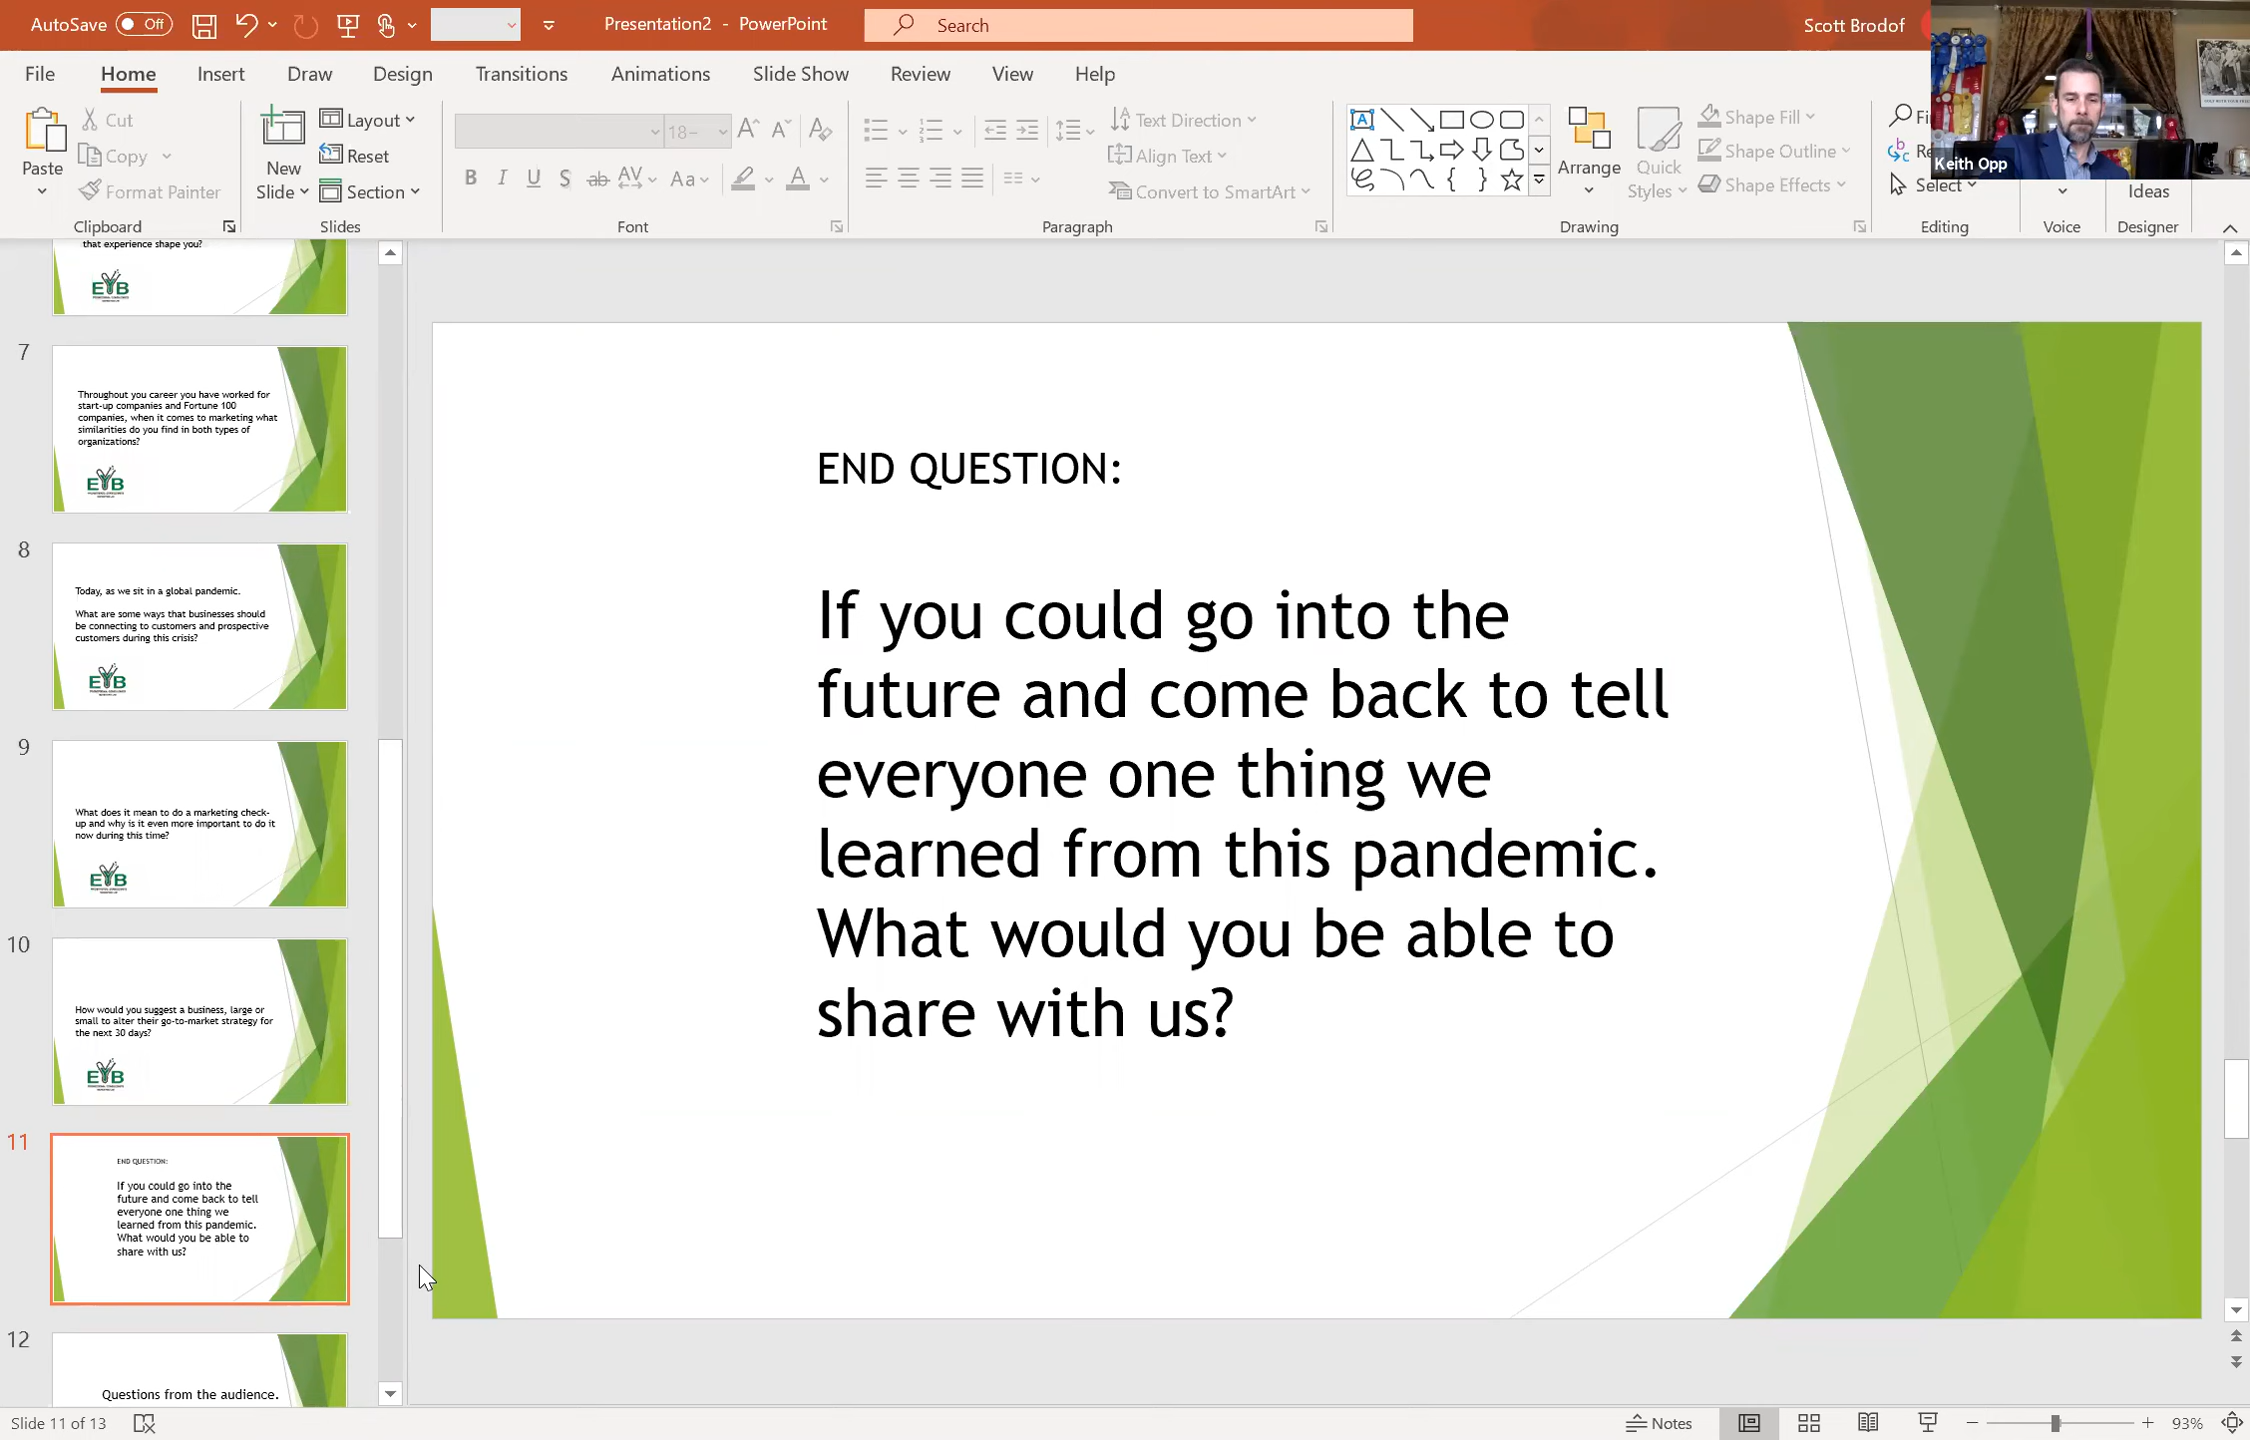 AutoSave Off
Presentation2 - PowerPoint
Search
Scott Brodof
File Home Insert Draw Design Transitions Animations Slide Show Review View Help
Paste
Cut
Copy
Format Painter
Clipboard
New
Slide
Layout
Reset
Section
Slides
18-
B I U S ab AV Aa A
Font
Text Direction
Align Text
Convert to SmartArt
Paragraph
Arrange
Quick
Styles
Shape Fill
Shape Outline
Shape Effects
Drawing
Select
Editing
Voice
Ideas
Designer
Keith Opp
that experience shape you?
EYB
7
Throughout you career you have worked for
start-up companies and Fortune 100
companies, when it comes to marketing what
similarities do you find in both types of
organizations?
EYB
8
Today, as we sit in a global pandemic.
What are some ways that businesses should
be connecting to customers and prospective
customers during this crisis?
EYB
9
What does it mean to do a marketing check-
up and why is it even more important to do it
now during this time?
EYB
10
How would you suggest a business, large or
small to alter their go-to-market strategy for
the next 30 days?
EYB
11
END QUESTION:
If you could go into the
future and come back to tell
everyone one thing we
learned from this pandemic.
What would you be able to
share with us?
12
Questions from the audience.
END QUESTION:
If you could go into the
future and come back to tell
everyone one thing we
learned from this pandemic.
What would you be able to
share with us?
Slide 11 of 13
Notes
93%